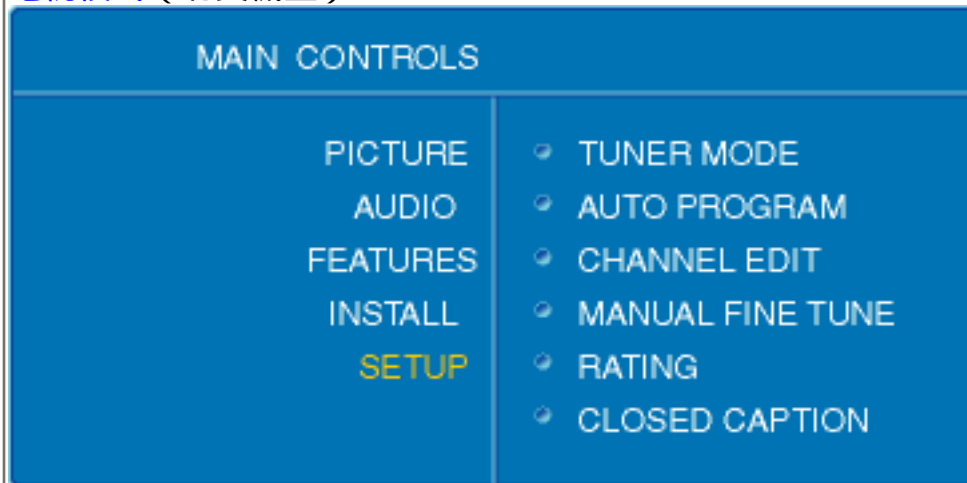 MAIN CONTROLS
PICTURE
AUDIO
FEATURES
INSTALL
SETUP
TUNER MODE
AUTO PROGRAM
CHANNEL EDIT
MANUAL FINE TUNE
RATING
CLOSED CAPTION